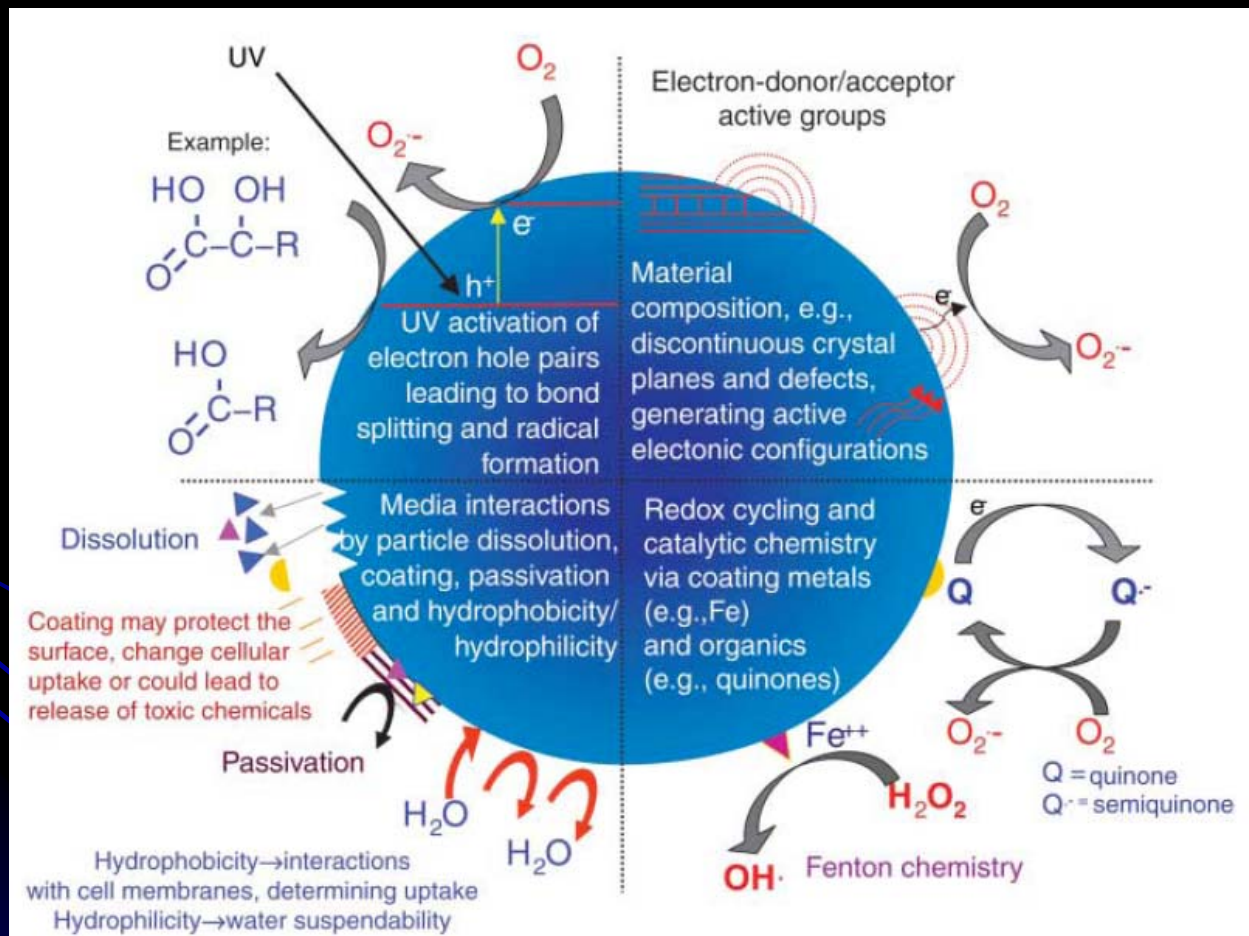 UV
O₂
O₂·-
Example:
HO OH
C–C–R
O
e-
h+
HO
C–R
O
UV activation of
electron hole pairs
leading to bond
splitting and radical
formation
Electron-donor/acceptor
active groups
O₂
e-
O₂·-
Material
composition, e.g.,
discontinuous crystal
planes and defects,
generating active
electonic configurations
Dissolution
Media interactions
by particle dissolution,
coating, passivation
and hydrophobicity/
hydrophilicity
Coating may protect the
surface, change cellular
uptake or could lead to
release of toxic chemicals
Passivation
H₂O
H₂O
Hydrophobicity→interactions
with cell membranes, determining uptake
Hydrophilicity→water suspendability
Redox cycling and
catalytic chemistry
via coating metals
(e.g.,Fe)
and organics
(e.g., quinones)
e-
Q
Q·-
O₂·-
O₂
Q = quinone
Q·- = semiquinone
Fe++
H₂O₂
OH·
Fenton chemistry